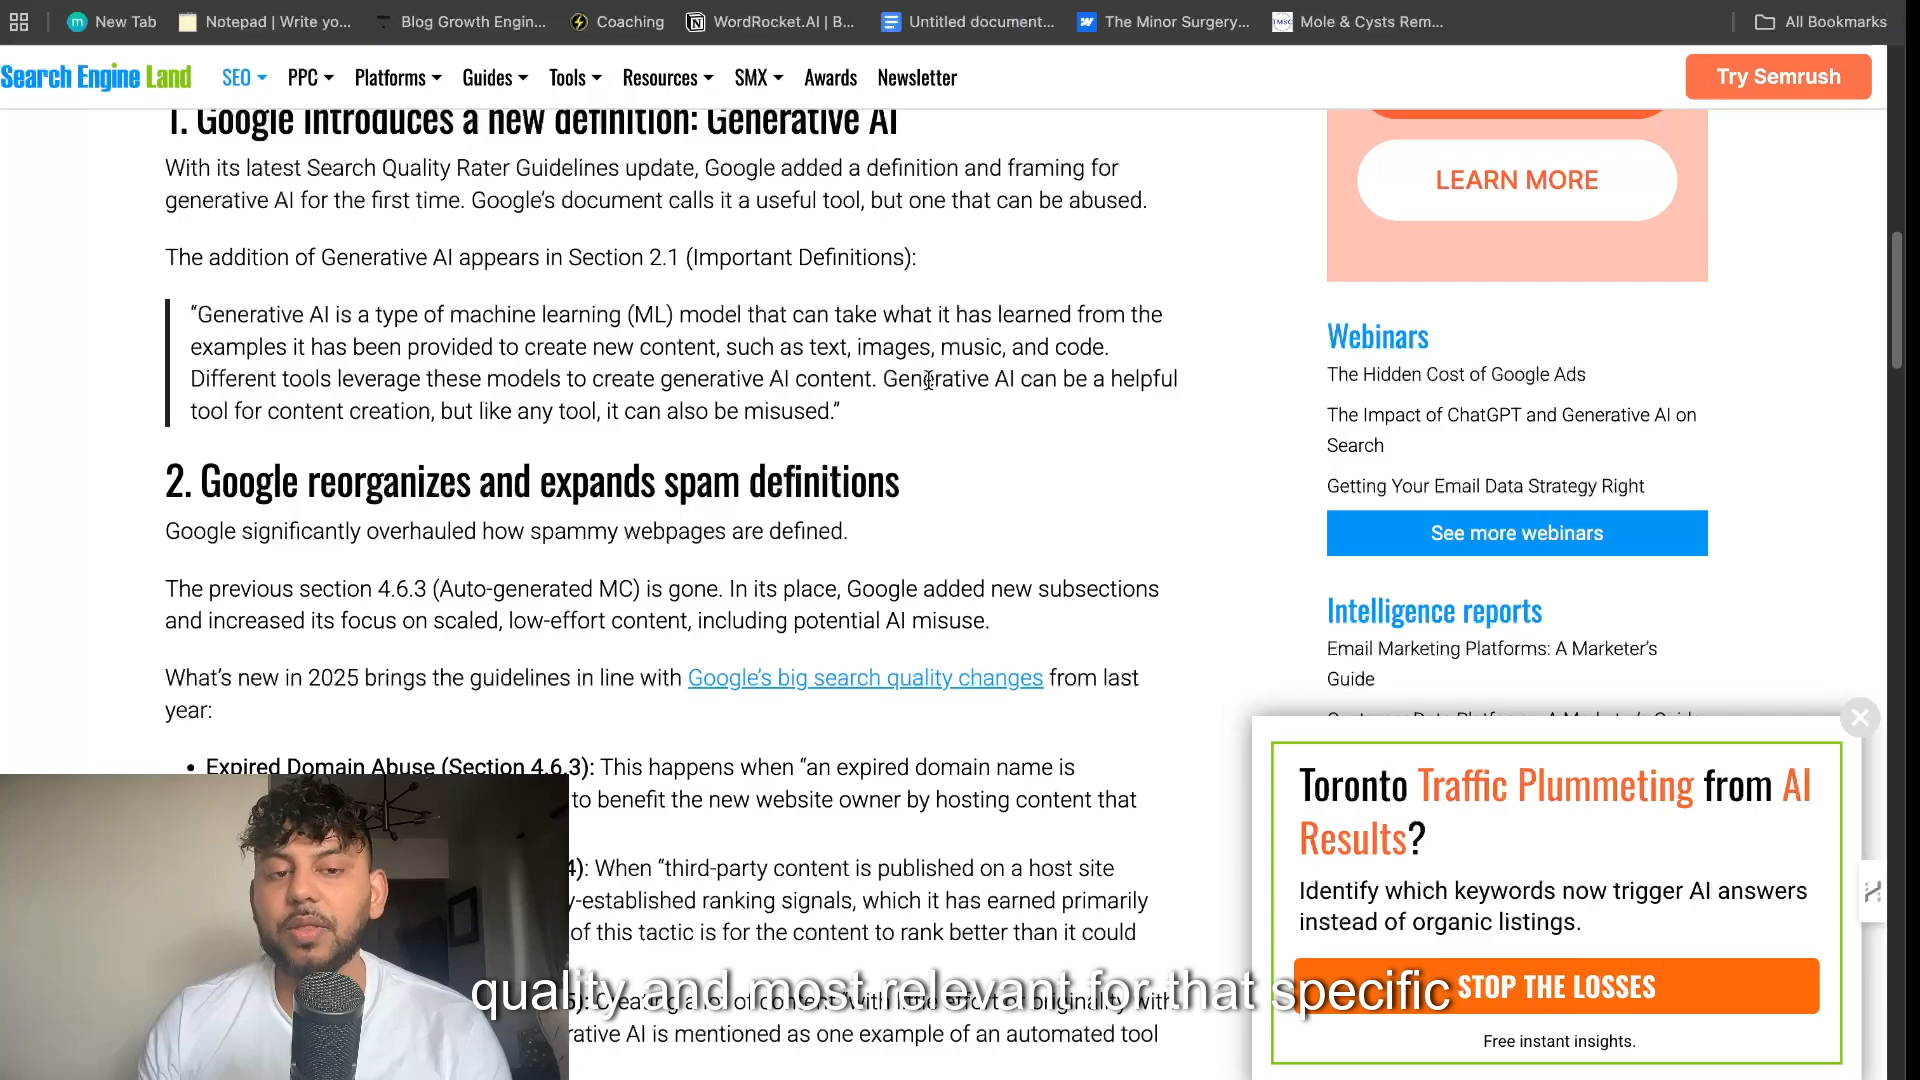 New Tab
Notepad | Write yo...
Blog Growth Engin...
Coaching
WordRocket.AI | B...
Untitled document...
The Minor Surgery...
Mole & Cysts Rem...
All Bookmarks
Search Engine Land
SEO
PPC
Platforms
Guides
Tools
Resources
SMX
Awards
Newsletter
Try Semrush
1. Google introduces a new definition: Generative AI
With its latest Search Quality Rater Guidelines update, Google added a definition and framing for
generative AI for the first time. Google's document calls it a useful tool, but one that can be abused.
The addition of Generative AI appears in Section 2.1 (Important Definitions):
“Generative AI is a type of machine learning (ML) model that can take what it has learned from the
examples it has been provided to create new content, such as text, images, music, and code.
Different tools leverage these models to create generative AI content. Generative AI can be a helpful
tool for content creation, but like any tool, it can also be misused.”
2. Google reorganizes and expands spam definitions
Google significantly overhauled how spammy webpages are defined.
The previous section 4.6.3 (Auto-generated MC) is gone. In its place, Google added new subsections
and increased its focus on scaled, low-effort content, including potential AI misuse.
What's new in 2025 brings the guidelines in line with Google's big search quality changes from last
year:
• Expired Domain Abuse (Section 4.6.3): This happens when “an expired domain name is
to benefit the new website owner by hosting content that
4): When “third-party content is published on a host site
y-established ranking signals, which it has earned primarily
of this tactic is for the content to rank better than it could
5): Creating a lot of content “with little effort or originality with
rative AI is mentioned as one example of an automated tool
quality and most relevant for that specific
LEARN MORE
Webinars
The Hidden Cost of Google Ads
The Impact of ChatGPT and Generative AI on
Search
Getting Your Email Data Strategy Right
See more webinars
Intelligence reports
Email Marketing Platforms: A Marketer's
Guide
Customer Data Platforms: A Marketer's Guide
Toronto Traffic Plummeting from AI
Results?
Identify which keywords now trigger AI answers
instead of organic listings.
STOP THE LOSSES
Free instant insights.